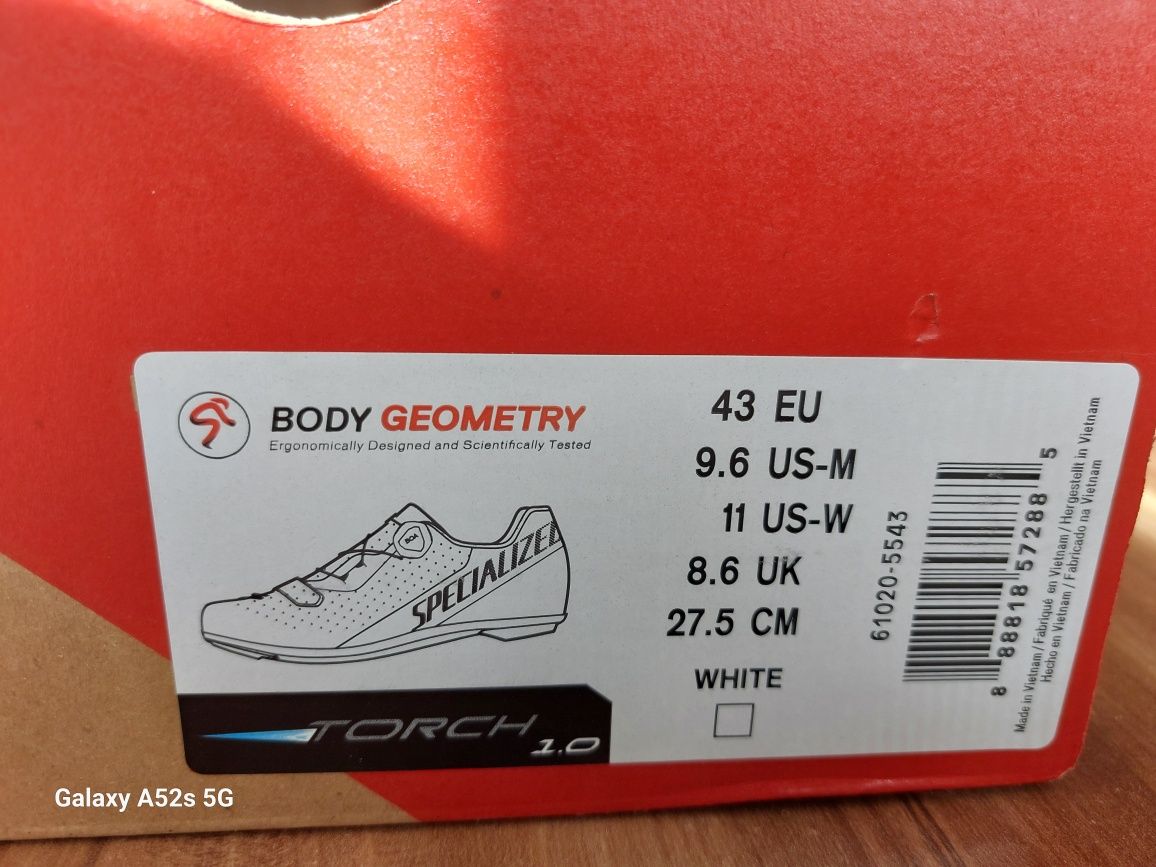 BODY GEOMETRY
Ergonomically Designed and Scientifically Tested
BOA
SPECIALIZED
TORCH
1.0
43 EU
9.6 US-M
11 US-W
8.6 UK
27.5 CM
WHITE
61020-5543
8 88818 57288 5
Made in Vietnam / Fabriqué en Vietnam / Hergestellt in Vietnam
Hecho en Vietnam / Fabricado na Vietnam
Galaxy A52s 5G